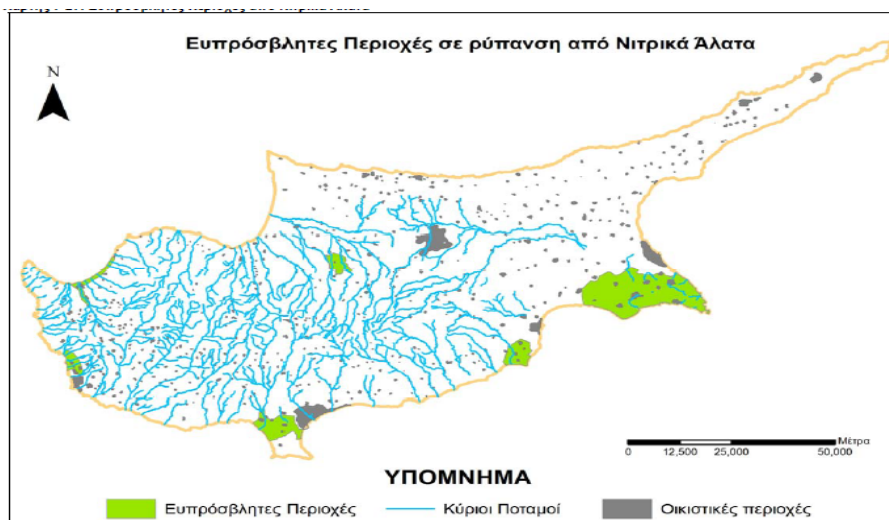 Ευπρόσβλητες Περιοχές σε ρύπανση από Νιτρικά Άλατα
N
Μέτρα
0 12,500 25,000 50,000
ΥΠΟΜΝΗΜΑ
Ευπρόσβλητες Περιοχές Κύριοι Ποταμοί Οικιστικές περιοχές